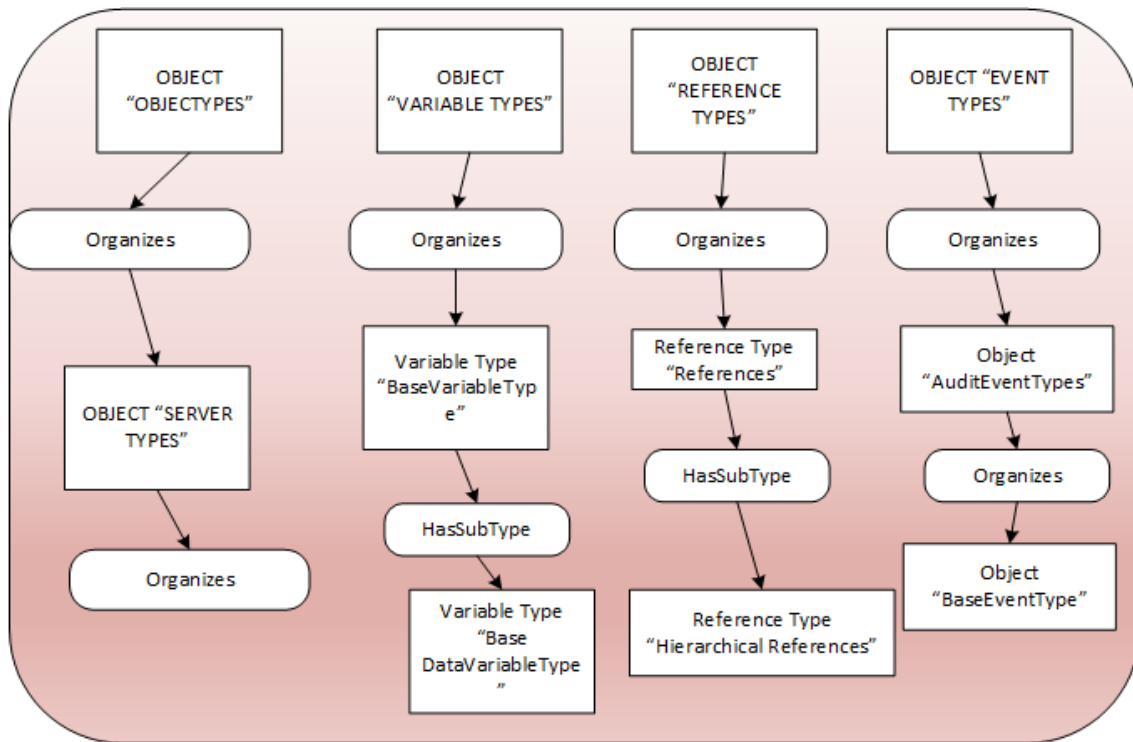 OBJECT
“OBJECTYPES”
OBJECT
“VARIABLE TYPES”
OBJECT
“REFERENCE
TYPES”
OBJECT “EVENT
TYPES”
Organizes
Organizes
Organizes
Organizes
OBJECT “SERVER
TYPES”
Variable Type
“BaseVariableTyp
e”
Reference Type
“References”
Object
“AuditEventTypes”
HasSubType
HasSubType
Organizes
Organizes
Variable Type
“Base
DataVariableType
”
Reference Type
“Hierarchical References”
Object
“BaseEventType”